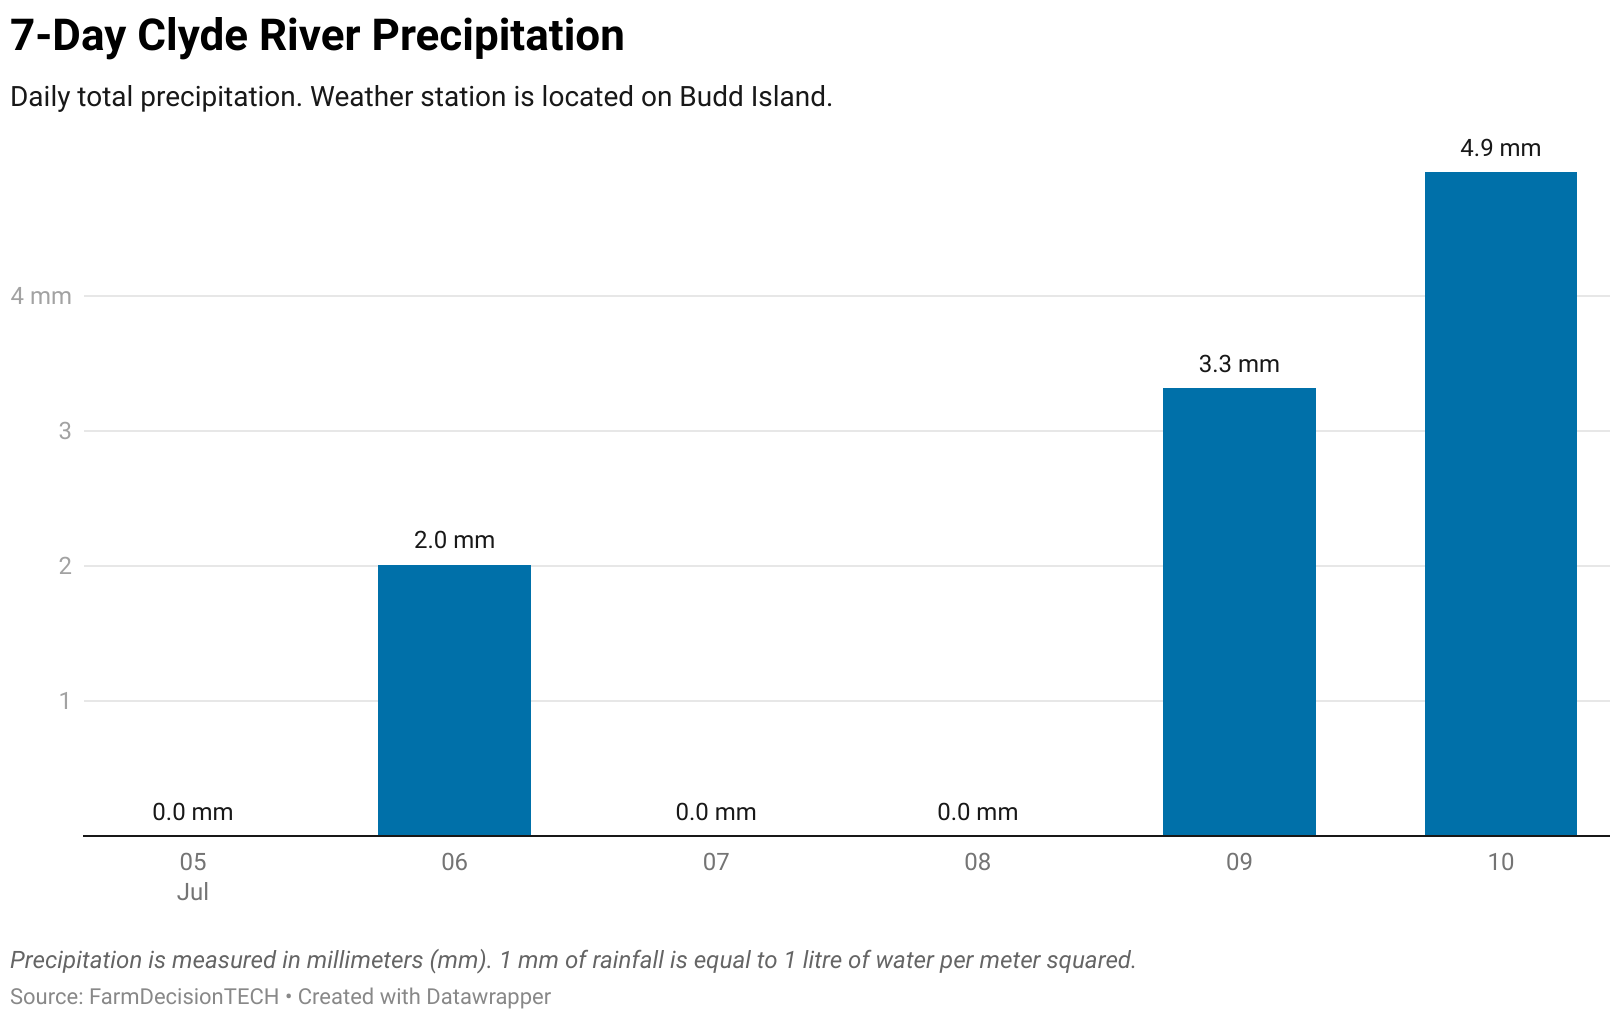 7-Day Clyde River Precipitation
Daily total precipitation. Weather station is located on Budd Island.
4.9 mm
4 mm
3.3 mm
3
2.0 mm
2
1
0.0 mm 0.0 mm 0.0 mm
05 06 07 08 09 10
Jul
Precipitation is measured in millimeters (mm). 1 mm of rainfall is equal to 1 litre of water per meter squared.
Source: FarmDecisionTECH • Created with Datawrapper